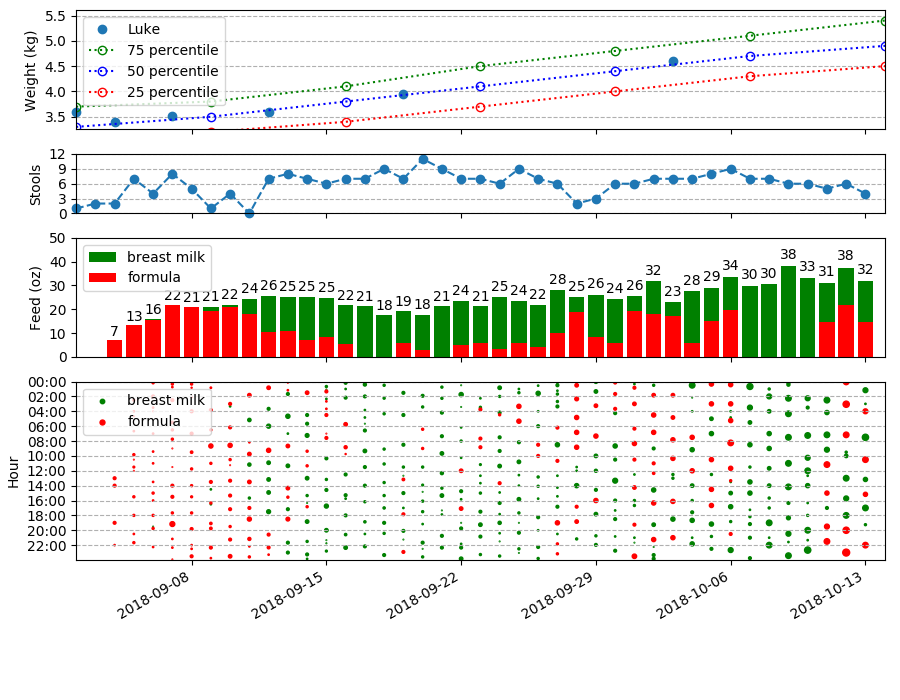 Weight (kg)
5.5
5.0
4.5
4.0
3.5
Luke
75 percentile
50 percentile
25 percentile
Stools
12
9
6
3
0
Feed (oz)
50
40
30
20
10
0
breast milk
formula
7 13 16 22 21 21 22 24 26 25 25 25 22 21 18 19 18 21 24 21 25 24 22 28 25 26 24 26 32 23 28 29 34 30 30 38 33 31 38 32
Hour
00:00
02:00
04:00
06:00
08:00
10:00
12:00
14:00
16:00
18:00
20:00
22:00
breast milk
formula
2018-09-08 2018-09-15 2018-09-22 2018-09-29 2018-10-06 2018-10-13